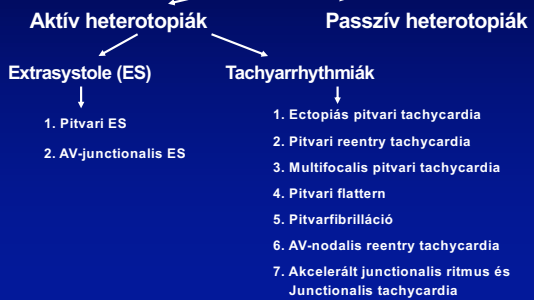 Aktív heterotopiák
Passzív heterotopiák
Extrasystole (ES)
Tachyarrhythmiák
1. Pitvari ES
2. AV-junctionalis ES
1. Ectopiás pitvari tachycardia
2. Pitvari reentry tachycardia
3. Multifocalis pitvari tachycardia
4. Pitvari flattern
5. Pitvarfibrilláció
6. AV-nodalis reentry tachycardia
7. Akcelerált junctionalis ritmus és
Junctionalis tachycardia